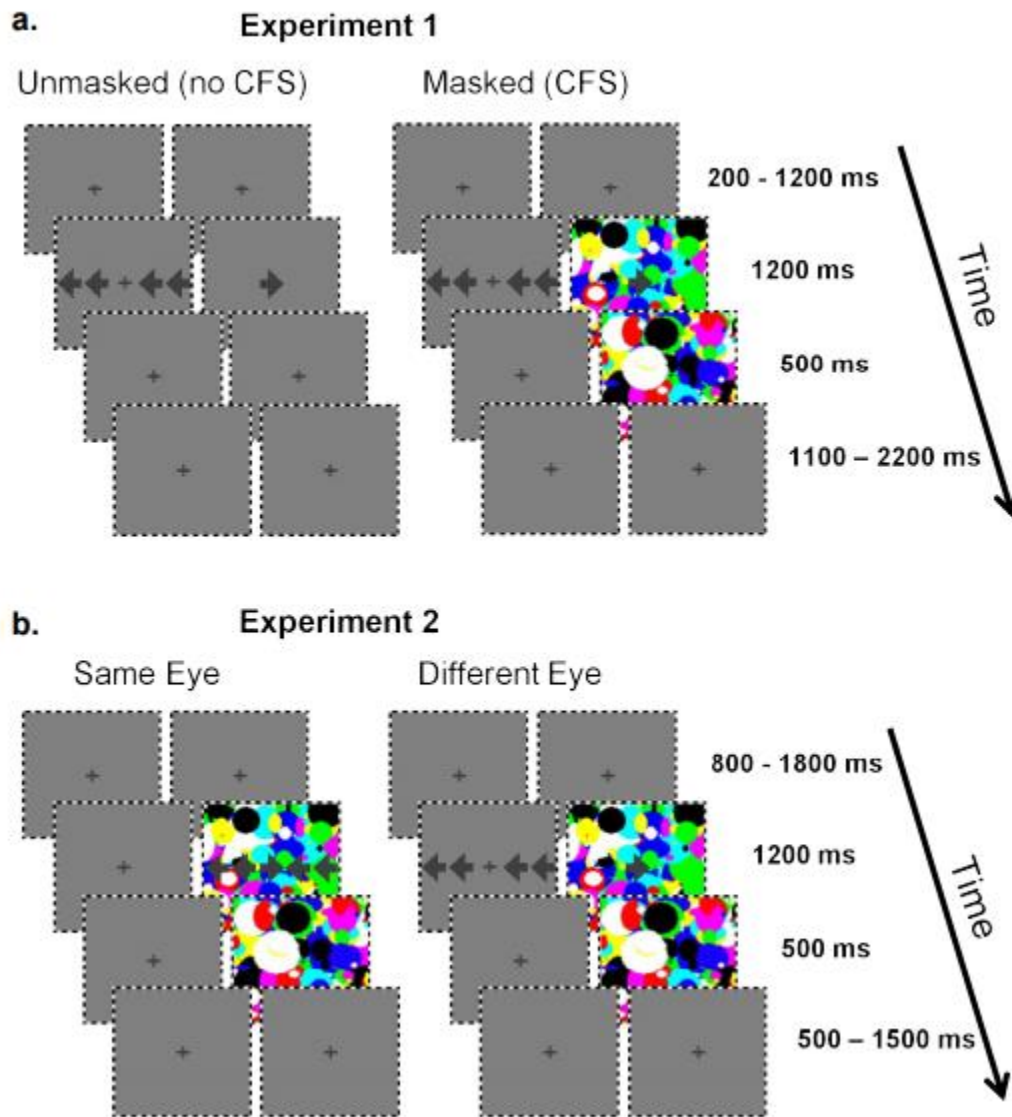 a.
Experiment 1
Unmasked (no CFS)
Masked (CFS)
200 - 1200 ms
1200 ms
500 ms
1100 – 2200 ms
Time
b.
Experiment 2
Same Eye
Different Eye
800 - 1800 ms
1200 ms
500 ms
500 – 1500 ms
Time